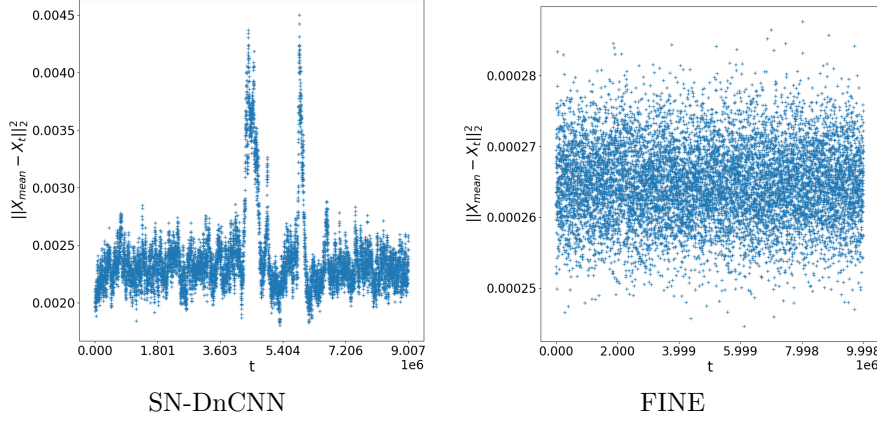 0.0045
0.0040
0.0035
0.0030
0.0025
0.0020
||X_mean − X_t||²₂
0.000 1.801 3.603 5.404 7.206 9.007
1e6
t
SN-DnCNN
0.00028
0.00027
0.00026
0.00025
||X_mean − X_t||²₂
0.000 2.000 3.999 5.999 7.998 9.998
1e6
t
FINE